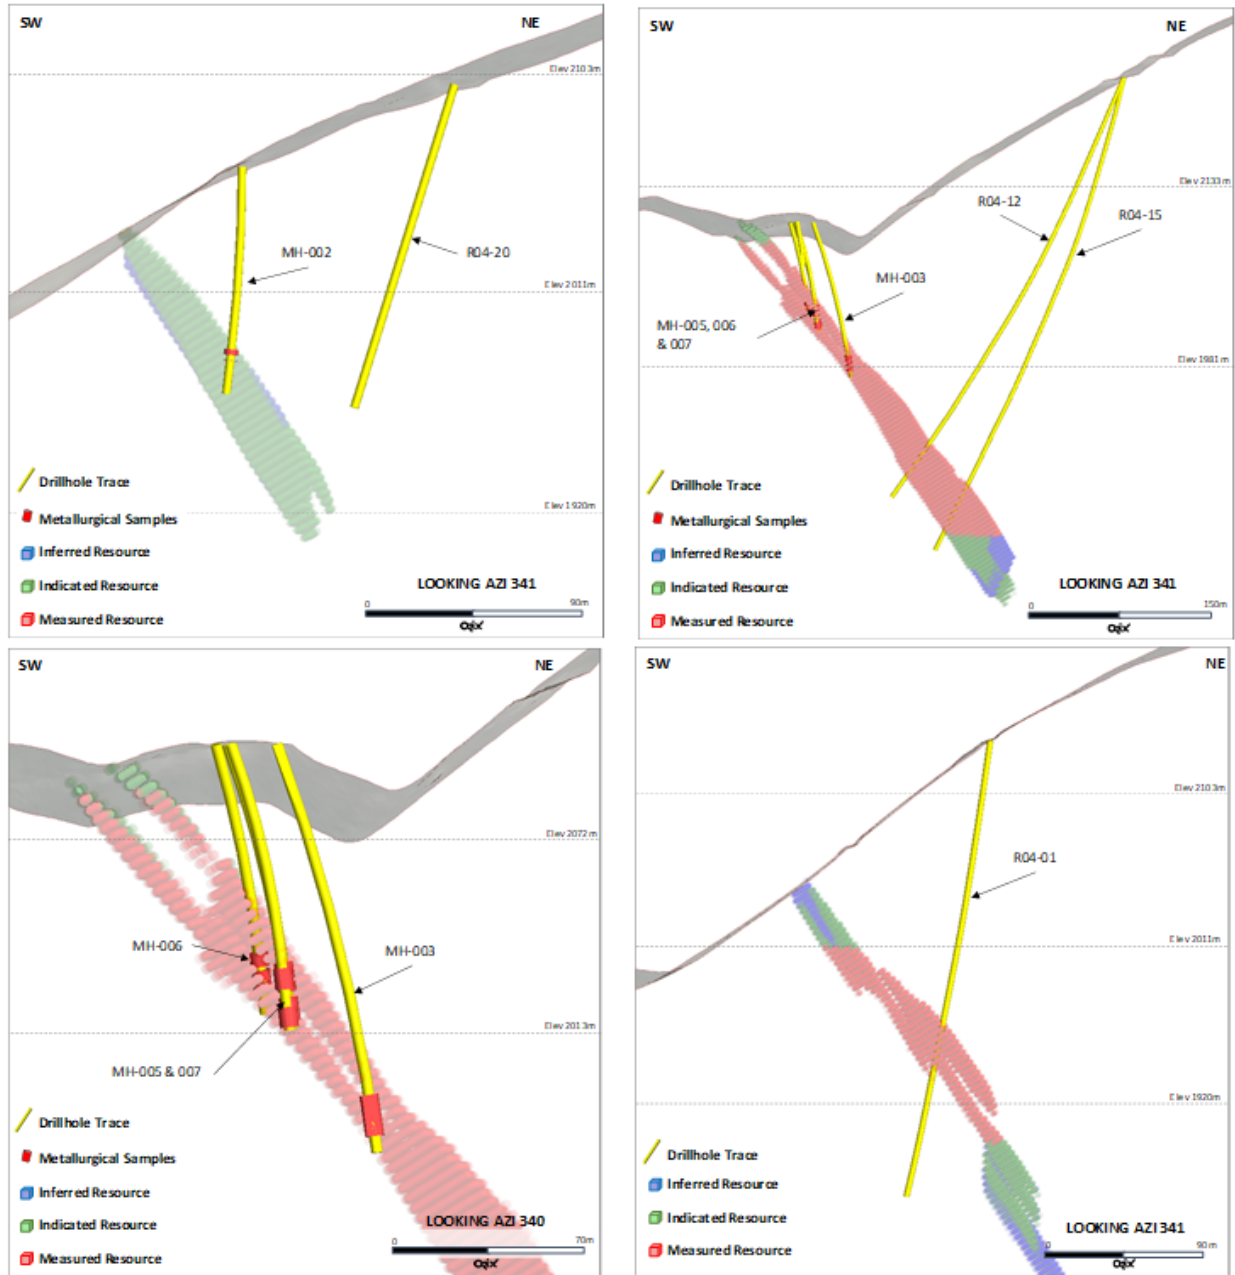 SW
NE
Elev 2103m
MH-002
R04-20
Elev 2011m
Drillhole Trace
Elev 1920m
Metallurgical Samples
Inferred Resource
Indicated Resource
LOOKING AZI 341
Measured Resource
0
90m
SW
NE
Elev 2133m
R04-12
R04-15
MH-003
MH-005, 006
& 007
Elev 1981m
Drillhole Trace
Metallurgical Samples
Inferred Resource
Indicated Resource
LOOKING AZI 341
Measured Resource
0
150m
SW
NE
Elev 2072m
MH-006
MH-003
Elev 2013m
MH-005 & 007
Drillhole Trace
Metallurgical Samples
Inferred Resource
Indicated Resource
LOOKING AZI 340
Measured Resource
0
70m
SW
NE
Elev 2103m
R04-01
Elev 2011m
Elev 1920m
Drillhole Trace
Inferred Resource
Indicated Resource
LOOKING AZI 341
Measured Resource
0
90m